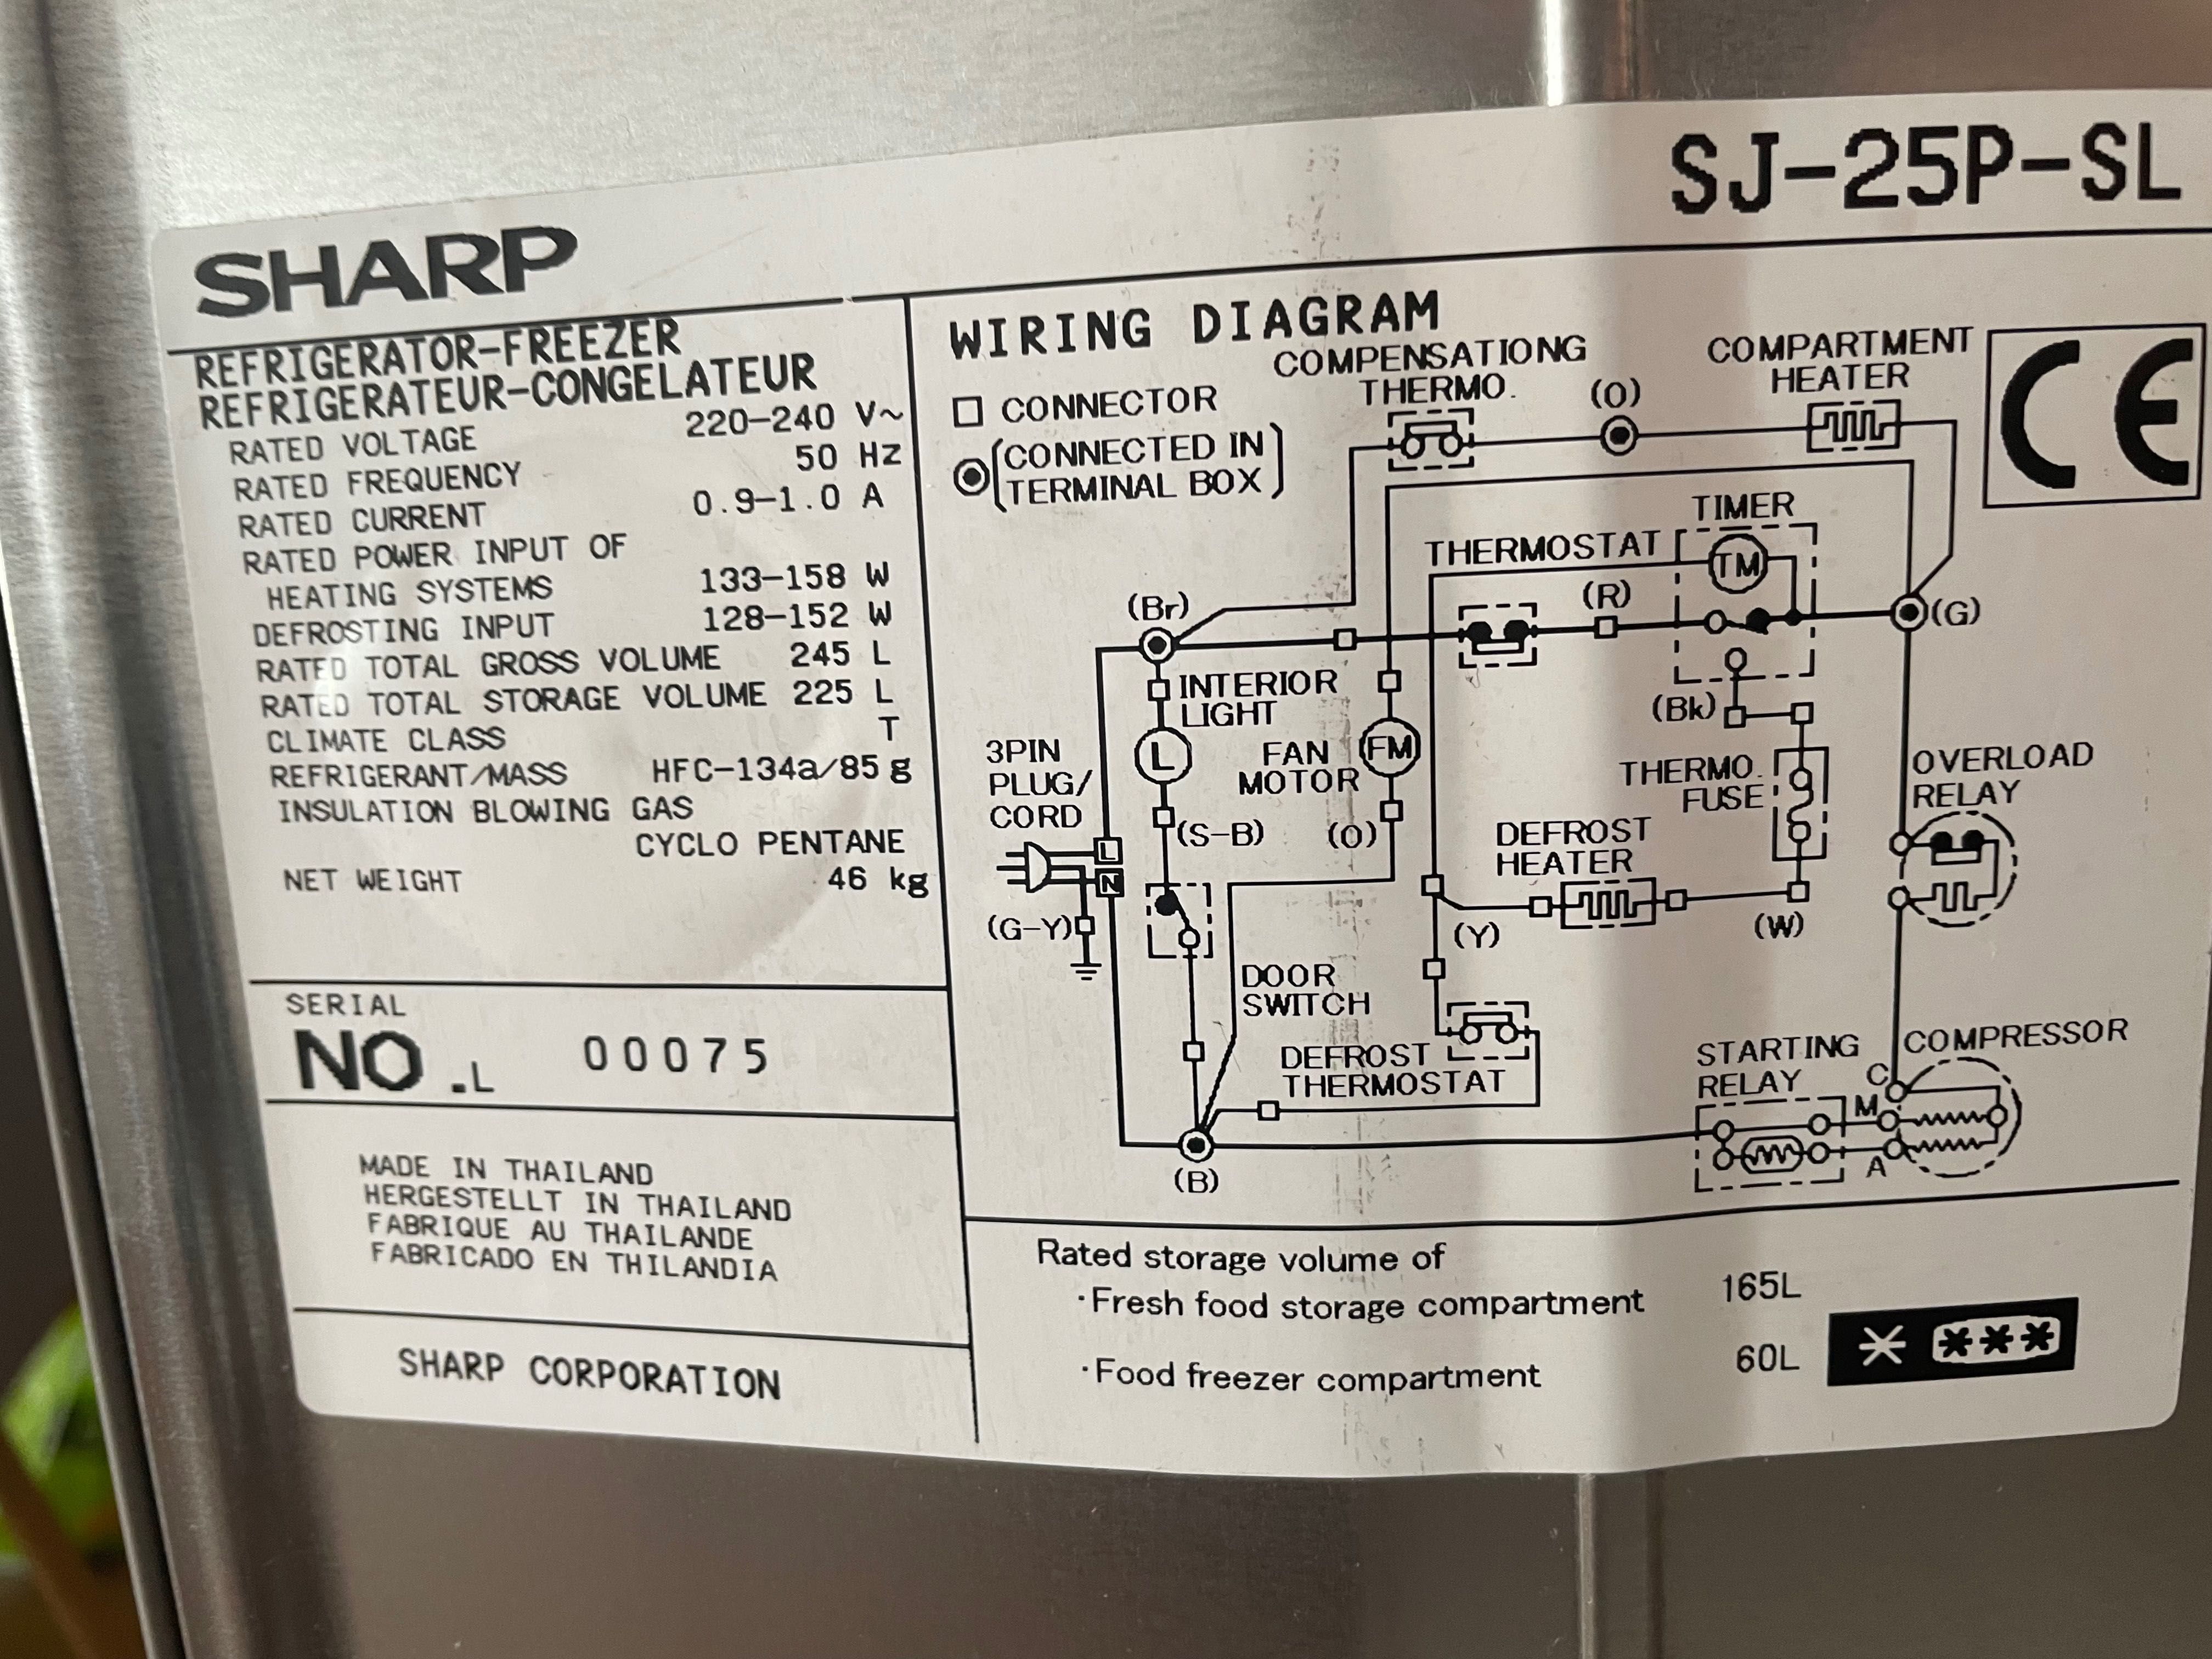 SJ-25P-SL
SHARP
REFRIGERATOR-FREEZER
REFRIGERATEUR-CONGELATEUR
RATED VOLTAGE 220-240 V~
RATED FREQUENCY 50 Hz
RATED CURRENT 0.9-1.0 A
RATED POWER INPUT OF
HEATING SYSTEMS 133-158 W
DEFROSTING INPUT 128-152 W
RATED TOTAL GROSS VOLUME 245 L
RATED TOTAL STORAGE VOLUME 225 L
CLIMATE CLASS T
REFRIGERANT/MASS HFC-134a/85 g
INSULATION BLOWING GAS
CYCLO PENTANE
NET WEIGHT 46 kg
SERIAL
NO.L 00075
MADE IN THAILAND
HERGESTELLT IN THAILAND
FABRIQUE AU THAILANDE
FABRICADO EN THILANDIA
SHARP CORPORATION
WIRING DIAGRAM
□ CONNECTOR
(CONNECTED IN
TERMINAL BOX)
COMPENSATIONG
THERMO.
(O)
COMPARTMENT
HEATER
CE
TIMER
TM
THERMOSTAT
(R)
(Br)
(G)
INTERIOR
LIGHT
L
(Bk)
3PIN
PLUG/
CORD
FAN
MOTOR
FM
THERMO.
FUSE
OVERLOAD
RELAY
(S-B)
(O)
L
N
DEFROST
HEATER
(G-Y)
(Y)
(W)
DOOR
SWITCH
DEFROST
THERMOSTAT
STARTING
RELAY
COMPRESSOR
C
M
A
(B)
Rated storage volume of
·Fresh food storage compartment 165L
·Food freezer compartment 60L
* ***